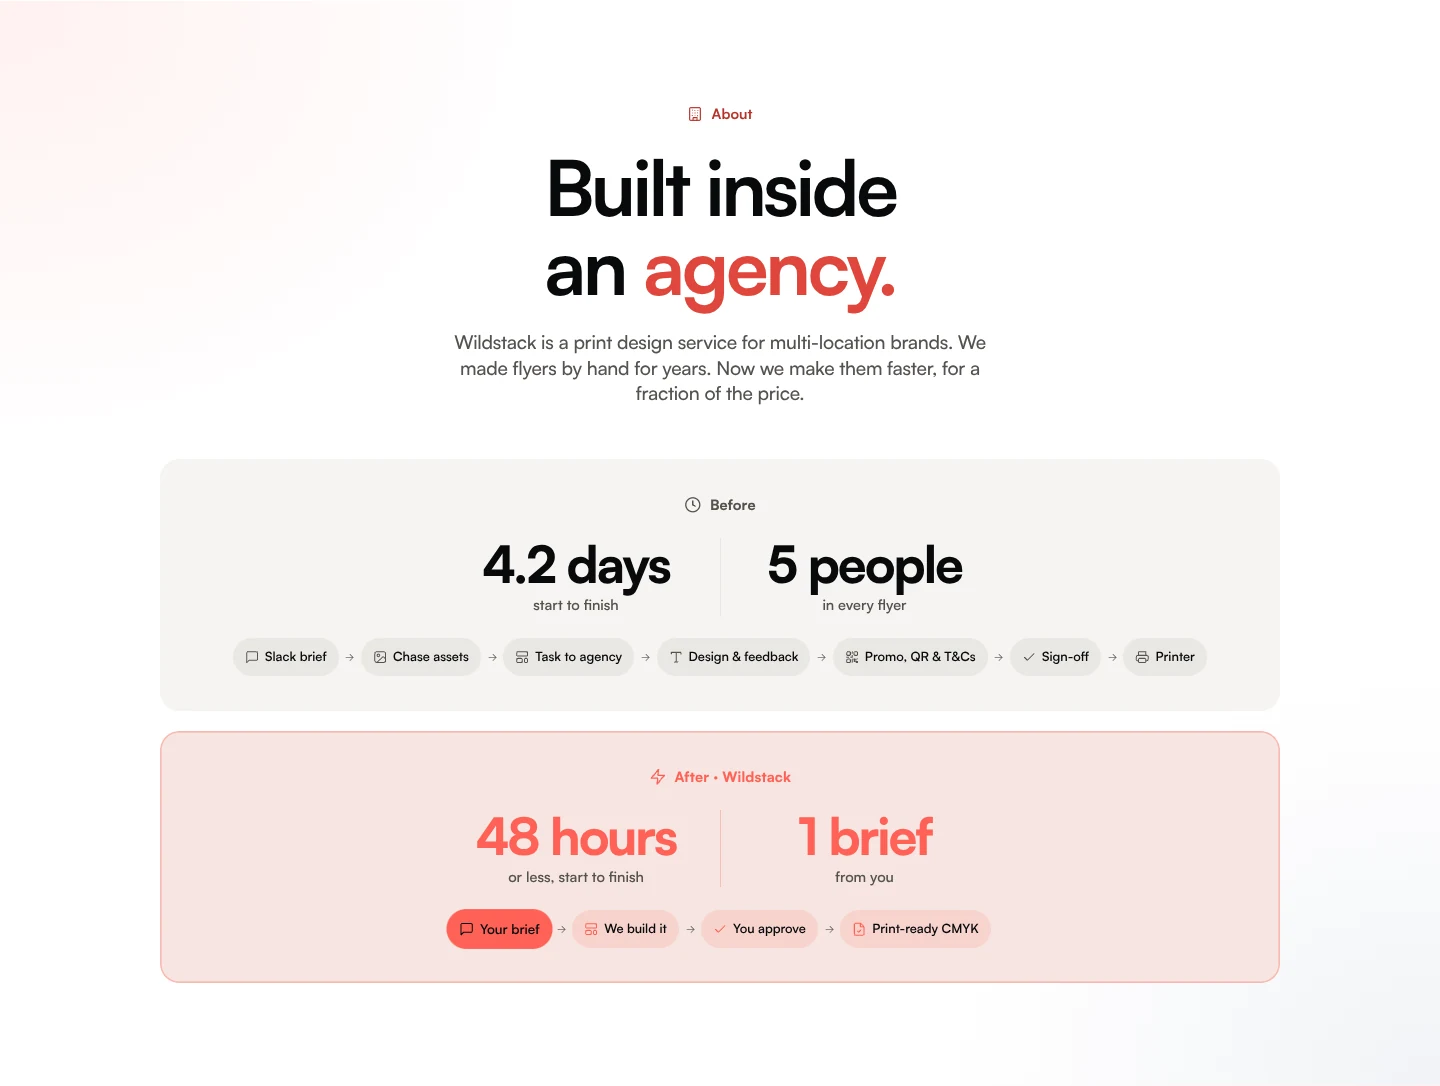 About
Built inside
an agency.
Wildstack is a print design service for multi-location brands. We
made flyers by hand for years. Now we make them faster, for a
fraction of the price.
Before
4.2 days
start to finish
5 people
in every flyer
Slack brief → Chase assets → Task to agency → Design & feedback → Promo, QR & T&Cs → Sign-off → Printer
After · Wildstack
48 hours
or less, start to finish
1 brief
from you
Your brief → We build it → You approve → Print-ready CMYK